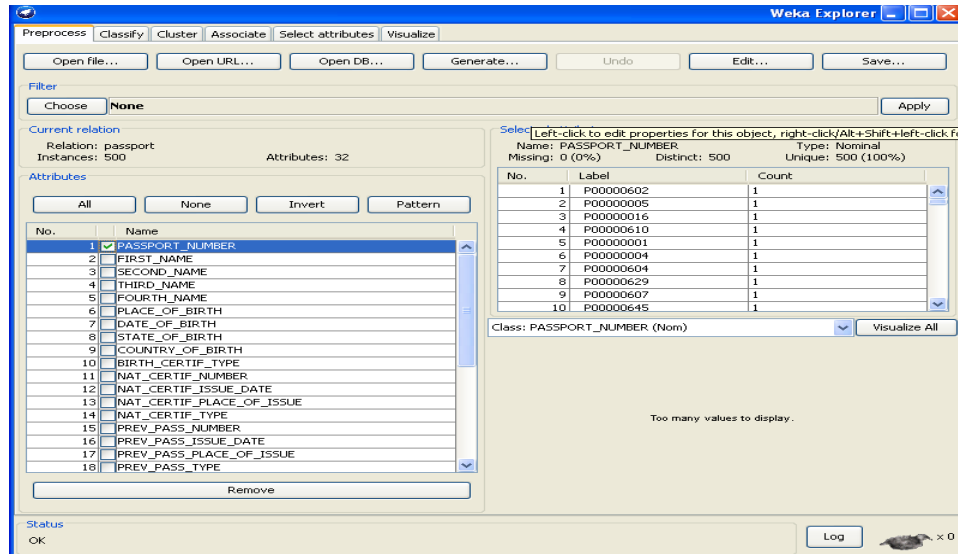 Weka Explorer
Preprocess Classify Cluster Associate Select attributes Visualize
Open file... Open URL... Open DB... Generate... Undo Edit... Save...
Filter
Choose None Apply
Current relation
Relation: passport
Instances: 500 Attributes: 32
Attributes
All None Invert Pattern
No. Name
1 PASSPORT_NUMBER
2 FIRST_NAME
3 SECOND_NAME
4 THIRD_NAME
5 FOURTH_NAME
6 PLACE_OF_BIRTH
7 DATE_OF_BIRTH
8 STATE_OF_BIRTH
9 COUNTRY_OF_BIRTH
10 BIRTH_CERTIF_TYPE
11 NAT_CERTIF_NUMBER
12 NAT_CERTIF_ISSUE_DATE
13 NAT_CERTIF_PLACE_OF_ISSUE
14 NAT_CERTIF_TYPE
15 PREV_PASS_NUMBER
16 PREV_PASS_ISSUE_DATE
17 PREV_PASS_PLACE_OF_ISSUE
18 PREV_PASS_TYPE
Remove
Left-click to edit properties for this object, right-click/Alt+Shift+left-click
Name: PASSPORT_NUMBER Type: Nominal
Missing: 0 (0%) Distinct: 500 Unique: 500 (100%)
No. Label Count
1 P00000602 1
2 P00000005 1
3 P00000016 1
4 P00000610 1
5 P00000001 1
6 P00000004 1
7 P00000604 1
8 P00000629 1
9 P00000607 1
10 P00000645 1
Class: PASSPORT_NUMBER (Nom) Visualize All
Too many values to display.
Status
OK
Log x 0